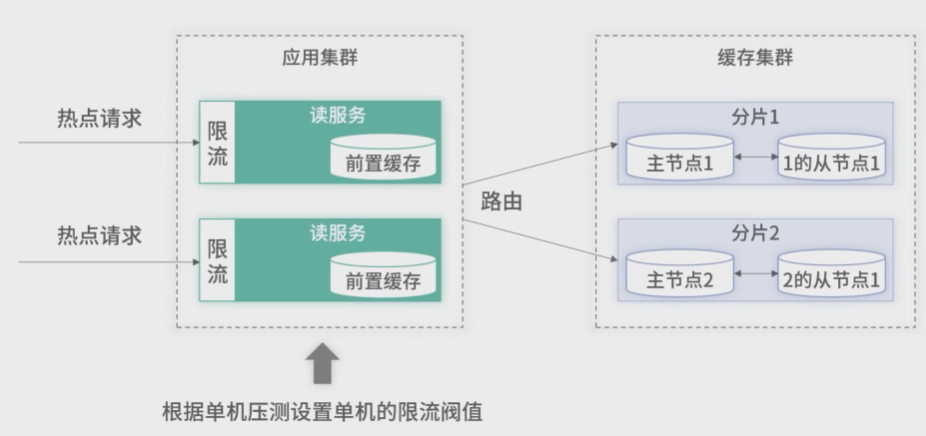 应用集群
缓存集群
热点请求
限流
读服务
前置缓存
热点请求
限流
读服务
前置缓存
路由
分片1
主节点1
1的从节点1
分片2
主节点2
2的从节点1
根据单机压测设置单机的限流阀值